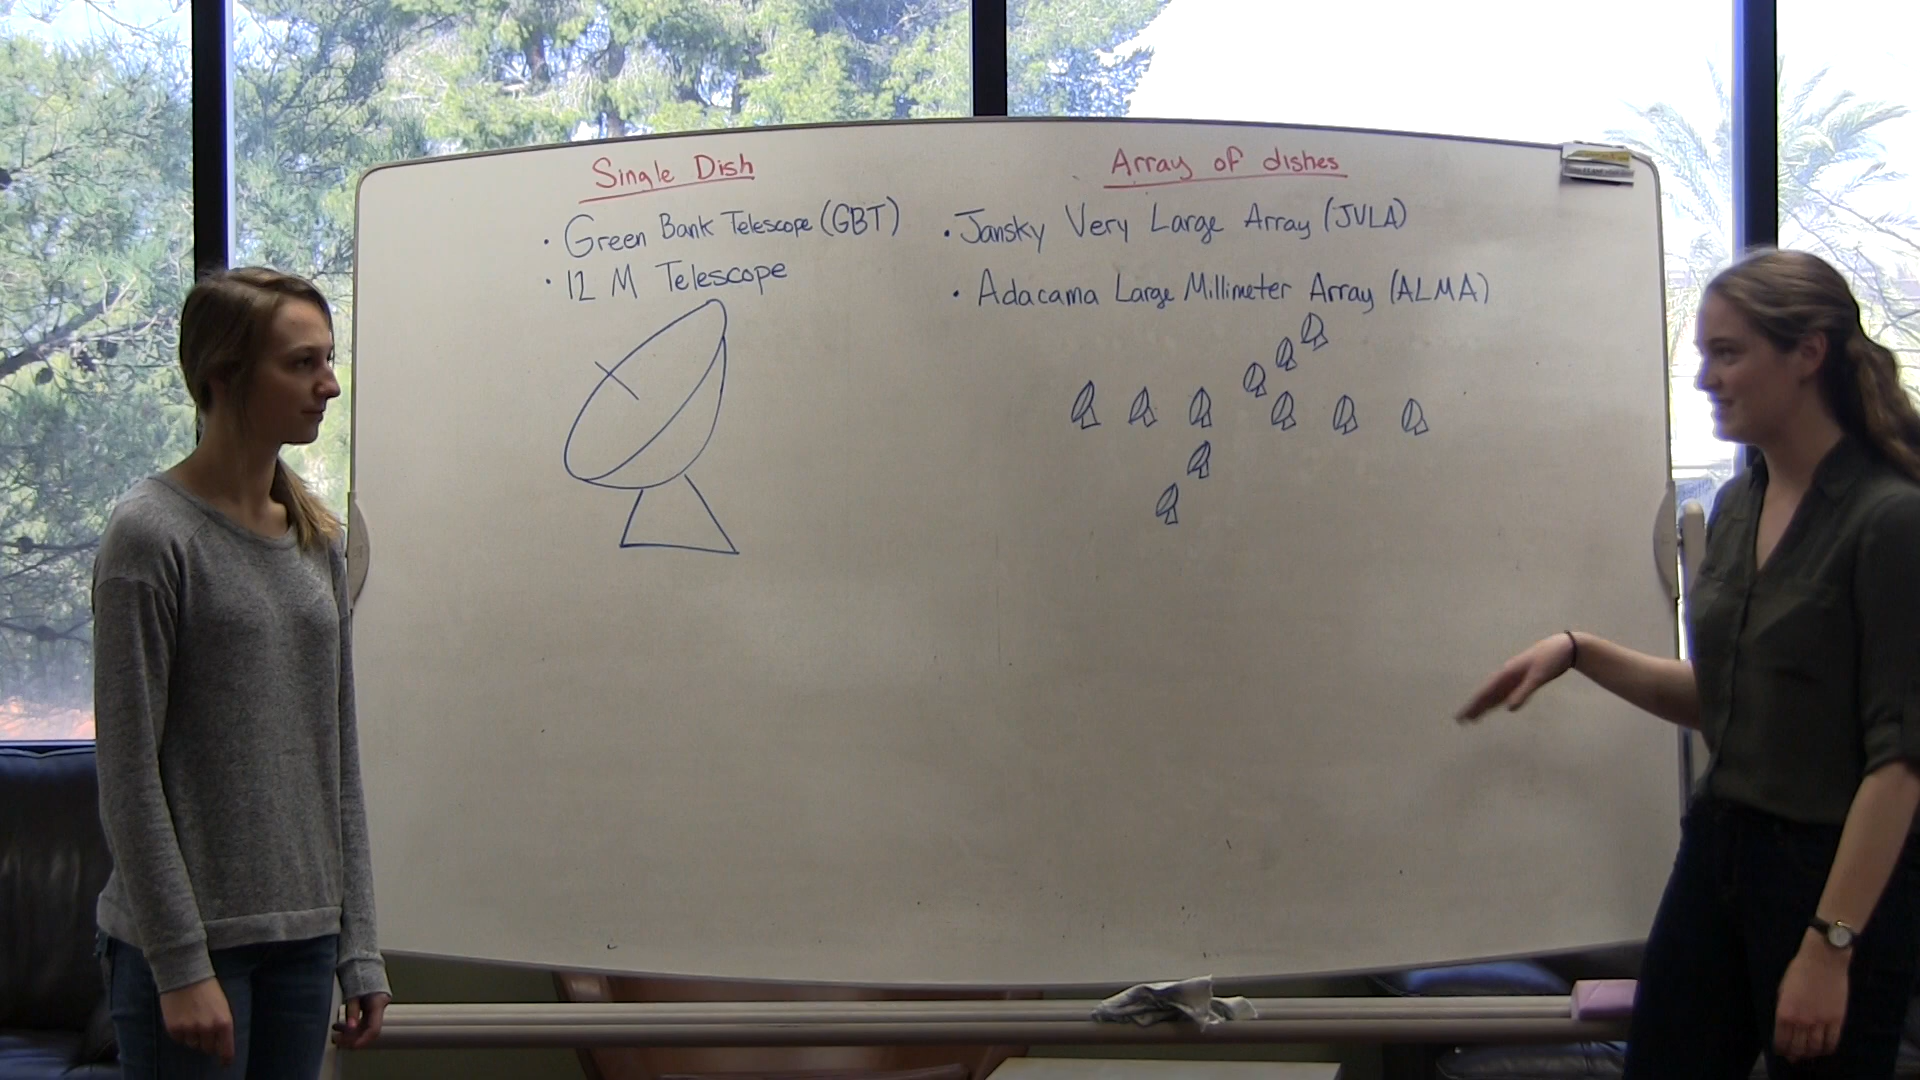 Single Dish
• Green Bank Telescope (GBT)
• 12 M Telescope
Array of dishes
• Jansky Very Large Array (JVLA)
• Adacama Large Millimeter Array (ALMA)